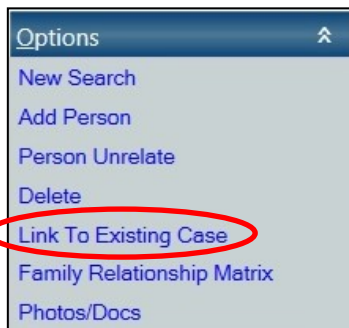 Options
New Search
Add Person
Person Unrelate
Delete
Link To Existing Case
Family Relationship Matrix
Photos/Docs